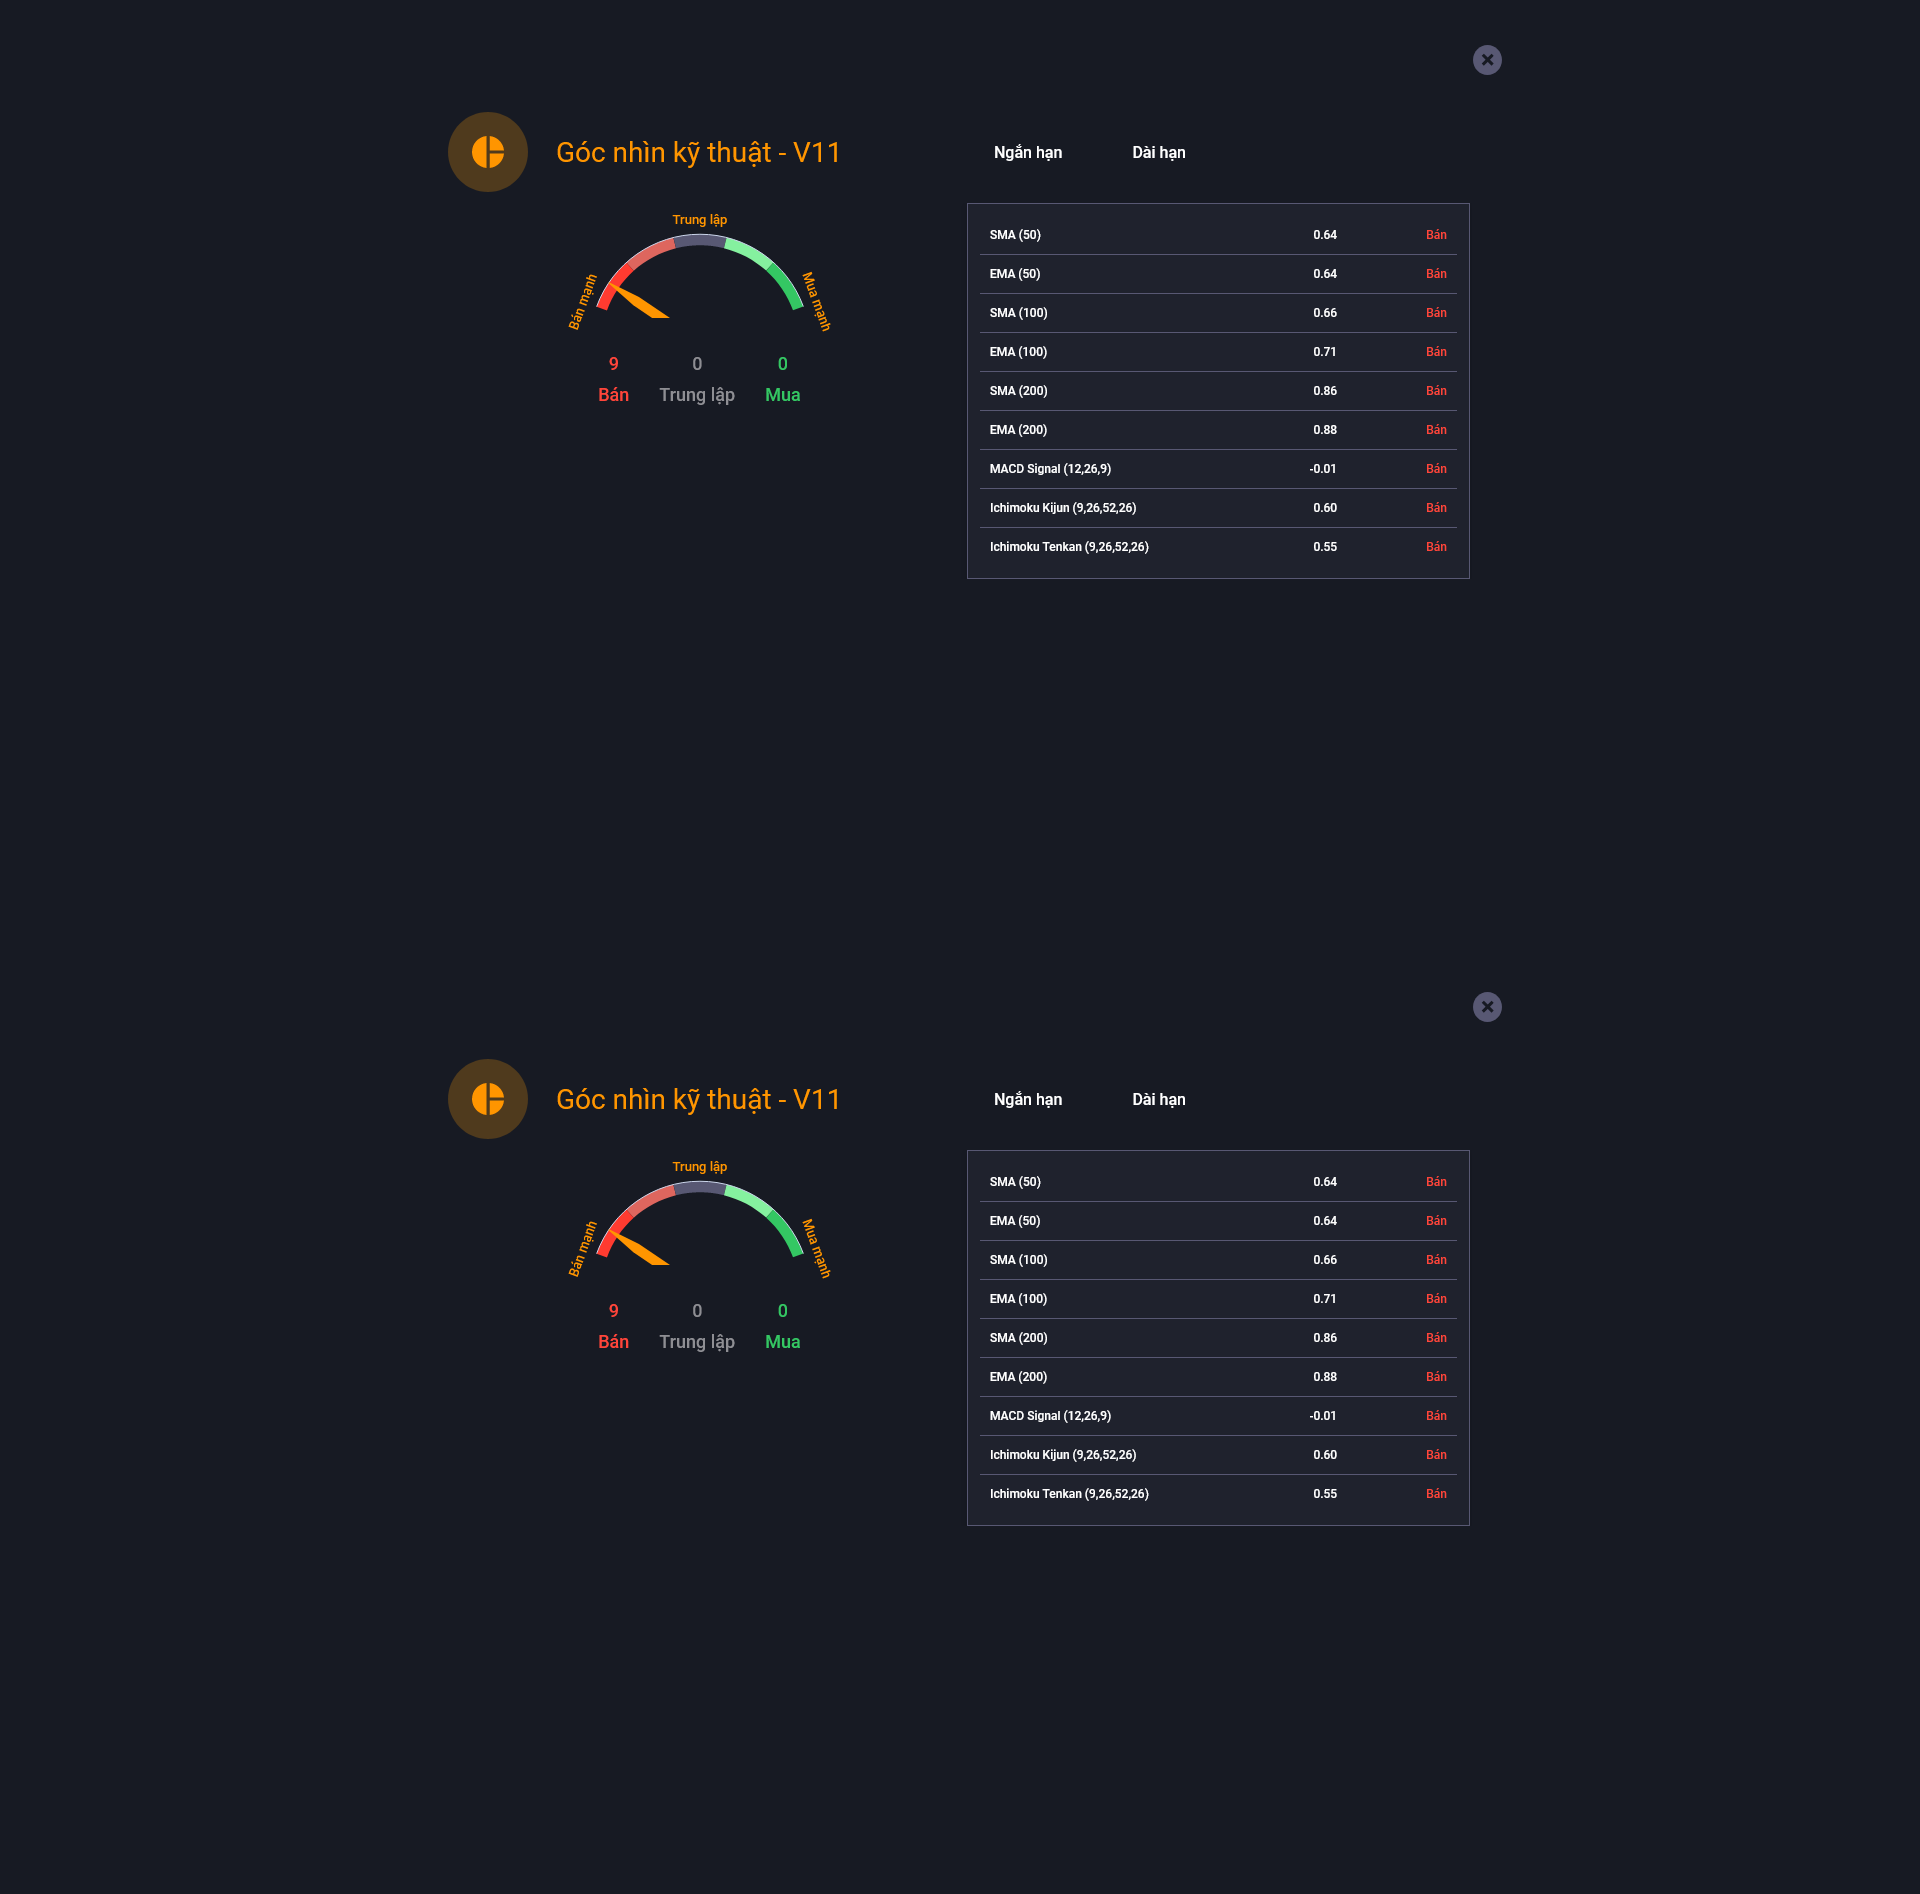 Góc nhìn kỹ thuật - V11
Ngắn hạn Dài hạn
Trung lập
Bán mạnh
Mua mạnh
9 0 0
Bán Trung lập Mua
SMA (50) 0.64 Bán
EMA (50) 0.64 Bán
SMA (100) 0.66 Bán
EMA (100) 0.71 Bán
SMA (200) 0.86 Bán
EMA (200) 0.88 Bán
MACD Signal (12,26,9) -0.01 Bán
Ichimoku Kijun (9,26,52,26) 0.60 Bán
Ichimoku Tenkan (9,26,52,26) 0.55 Bán
Góc nhìn kỹ thuật - V11
Ngắn hạn Dài hạn
Trung lập
Bán mạnh
Mua mạnh
9 0 0
Bán Trung lập Mua
SMA (50) 0.64 Bán
EMA (50) 0.64 Bán
SMA (100) 0.66 Bán
EMA (100) 0.71 Bán
SMA (200) 0.86 Bán
EMA (200) 0.88 Bán
MACD Signal (12,26,9) -0.01 Bán
Ichimoku Kijun (9,26,52,26) 0.60 Bán
Ichimoku Tenkan (9,26,52,26) 0.55 Bán